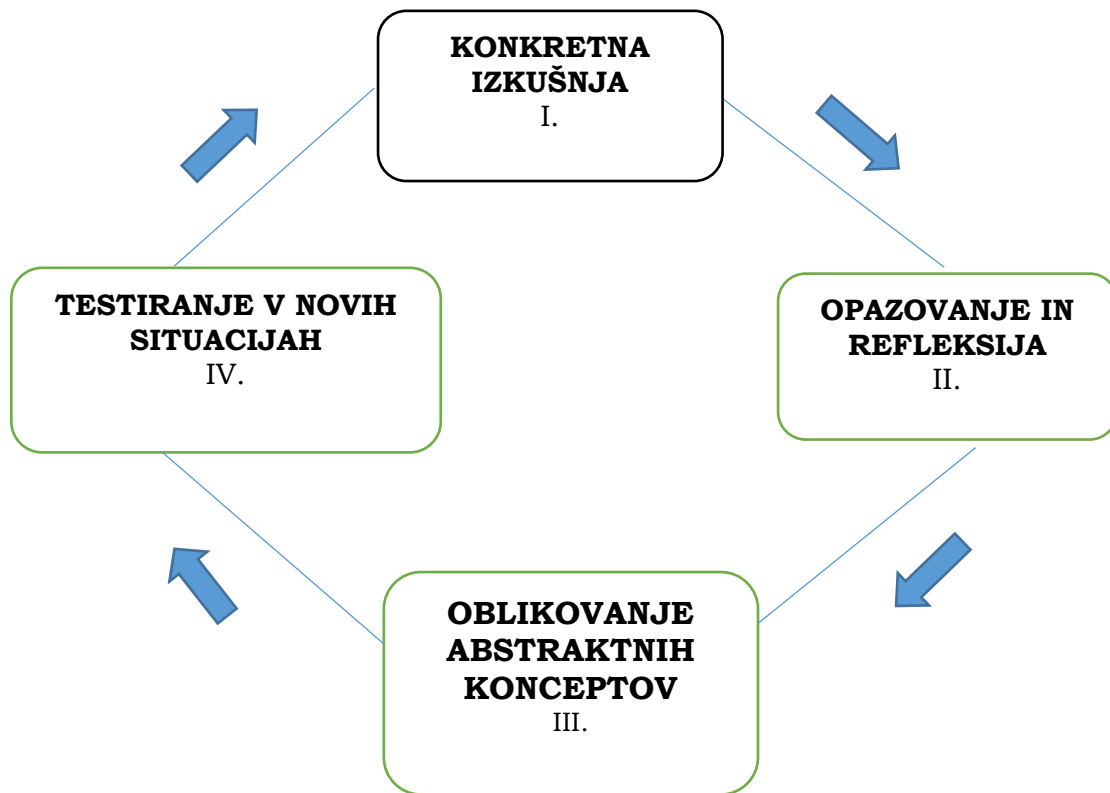 KONKRETNA
IZKUŠNJA
I.
OPAZOVANJE IN
REFLEKSIJA
II.
OBLIKOVANJE
ABSTRAKTNIH
KONCEPTOV
III.
TESTIRANJE V NOVIH
SITUACIJAH
IV.